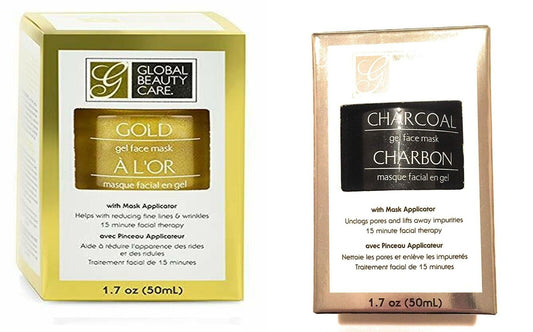 G
GLOBAL
BEAUTY
CARE.
GOLD
gel face mask
À L'OR
masque facial en gel
with Mask Applicator
Helps with reducing fine lines & wrinkles
15 minute facial therapy
avec Pinceau Applicateur
Aide à réduire l'apparence des rides
et des ridules
Traitement facial de 15 minutes
1.7 oz (50mL)
G
CHARCOAL
gel face mask
CHARBON
masque facial en gel
with Mask Applicator
Unclogs pores and lifts away impurities
15 minute facial therapy
avec Pinceau Applicateur
Nettoie les pores et enlève les impuretés
Traitement facial de 15 minutes
1.7 oz (50mL)